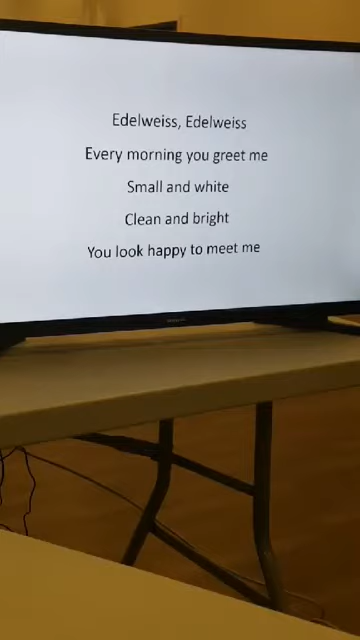 Edelweiss, Edelweiss
Every morning you greet me
Small and white
Clean and bright
You look happy to meet me